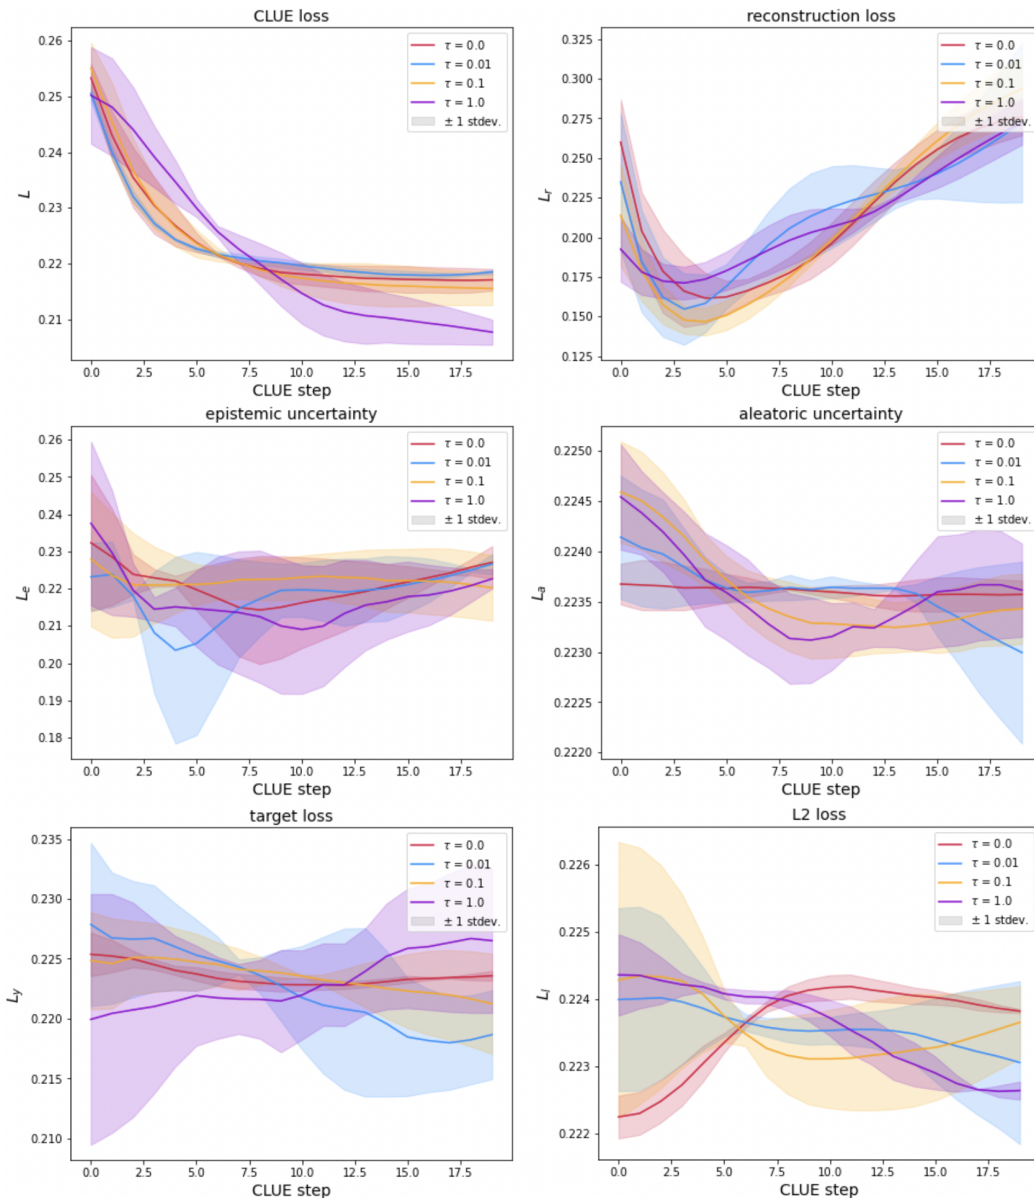 CLUE loss
0.26
0.25
0.24
0.23
0.22
0.21
L
τ = 0.0
τ = 0.01
τ = 0.1
τ = 1.0
± 1 stdev.
0.0 2.5 5.0 7.5 10.0 12.5 15.0 17.5
CLUE step
reconstruction loss
0.325
0.300
0.275
0.250
0.225
0.200
0.175
0.150
0.125
L_r
τ = 0.0
τ = 0.01
τ = 0.1
τ = 1.0
± 1 stdev.
0.0 2.5 5.0 7.5 10.0 12.5 15.0 17.5
CLUE step
epistemic uncertainty
0.26
0.25
0.24
0.23
0.22
0.21
0.20
0.19
0.18
L_e
τ = 0.0
τ = 0.01
τ = 0.1
τ = 1.0
± 1 stdev.
0.0 2.5 5.0 7.5 10.0 12.5 15.0 17.5
CLUE step
aleatoric uncertainty
0.2250
0.2245
0.2240
0.2235
0.2230
0.2225
0.2220
L_a
τ = 0.0
τ = 0.01
τ = 0.1
τ = 1.0
± 1 stdev.
0.0 2.5 5.0 7.5 10.0 12.5 15.0 17.5
CLUE step
target loss
0.235
0.230
0.225
0.220
0.215
0.210
L_y
τ = 0.0
τ = 0.01
τ = 0.1
τ = 1.0
± 1 stdev.
0.0 2.5 5.0 7.5 10.0 12.5 15.0 17.5
CLUE step
L2 loss
0.226
0.225
0.224
0.223
0.222
L_l
τ = 0.0
τ = 0.01
τ = 0.1
τ = 1.0
± 1 stdev.
0.0 2.5 5.0 7.5 10.0 12.5 15.0 17.5
CLUE step